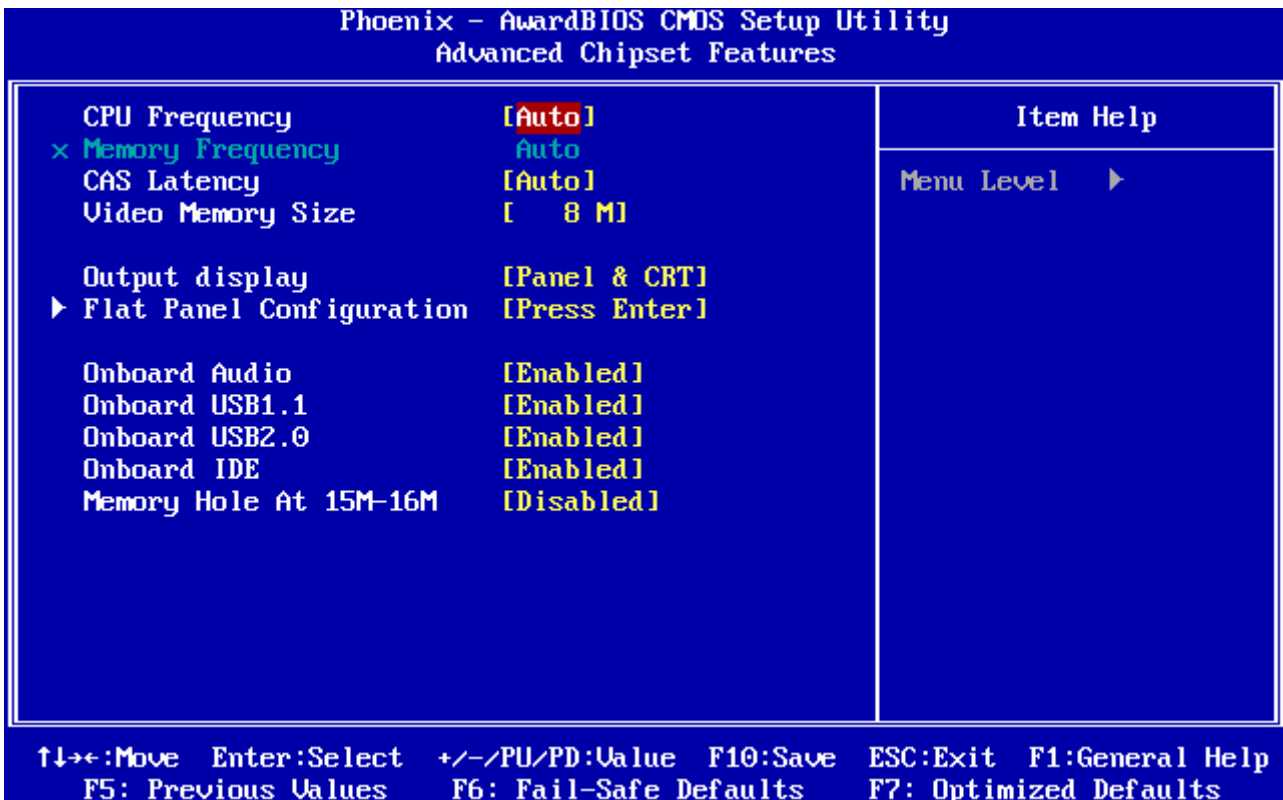 Phoenix - AwardBIOS CMOS Setup Utility
Advanced Chipset Features
CPU Frequency [Auto]
x Memory Frequency Auto
CAS Latency [Auto]
Video Memory Size [ 8 M]
Output display [Panel & CRT]
▶ Flat Panel Configuration [Press Enter]
Onboard Audio [Enabled]
Onboard USB1.1 [Enabled]
Onboard USB2.0 [Enabled]
Onboard IDE [Enabled]
Memory Hole At 15M-16M [Disabled]
Item Help
Menu Level ▶
↑↓→←:Move Enter:Select +/-/PU/PD:Value F10:Save ESC:Exit F1:General Help
F5: Previous Values F6: Fail-Safe Defaults F7: Optimized Defaults